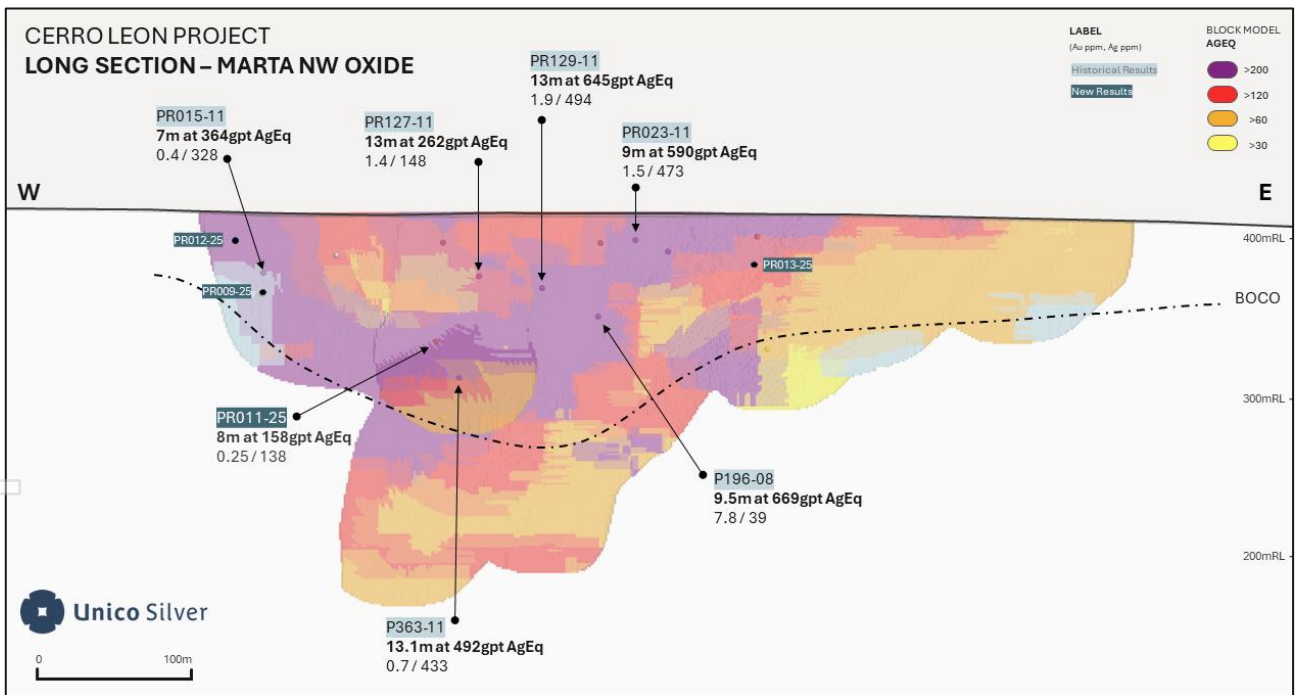 CERRO LEON PROJECT
LONG SECTION – MARTA NW OXIDE
LABEL
(Au ppm, Ag ppm)
Historical Results
New Results
BLOCK MODEL
AGEQ
>200
>120
>60
>30
PR015-11
7m at 364gpt AgEq
0.4 / 328
PR127-11
13m at 262gpt AgEq
1.4 / 148
PR129-11
13m at 645gpt AgEq
1.9 / 494
PR023-11
9m at 590gpt AgEq
1.5 / 473
W
E
PR012-25
PR009-25
PR013-25
400mRL
BOCO
300mRL
200mRL
PR011-25
8m at 158gpt AgEq
0.25 / 138
P196-08
9.5m at 669gpt AgEq
7.8 / 39
P363-11
13.1m at 492gpt AgEq
0.7 / 433
Unico Silver
0 100m